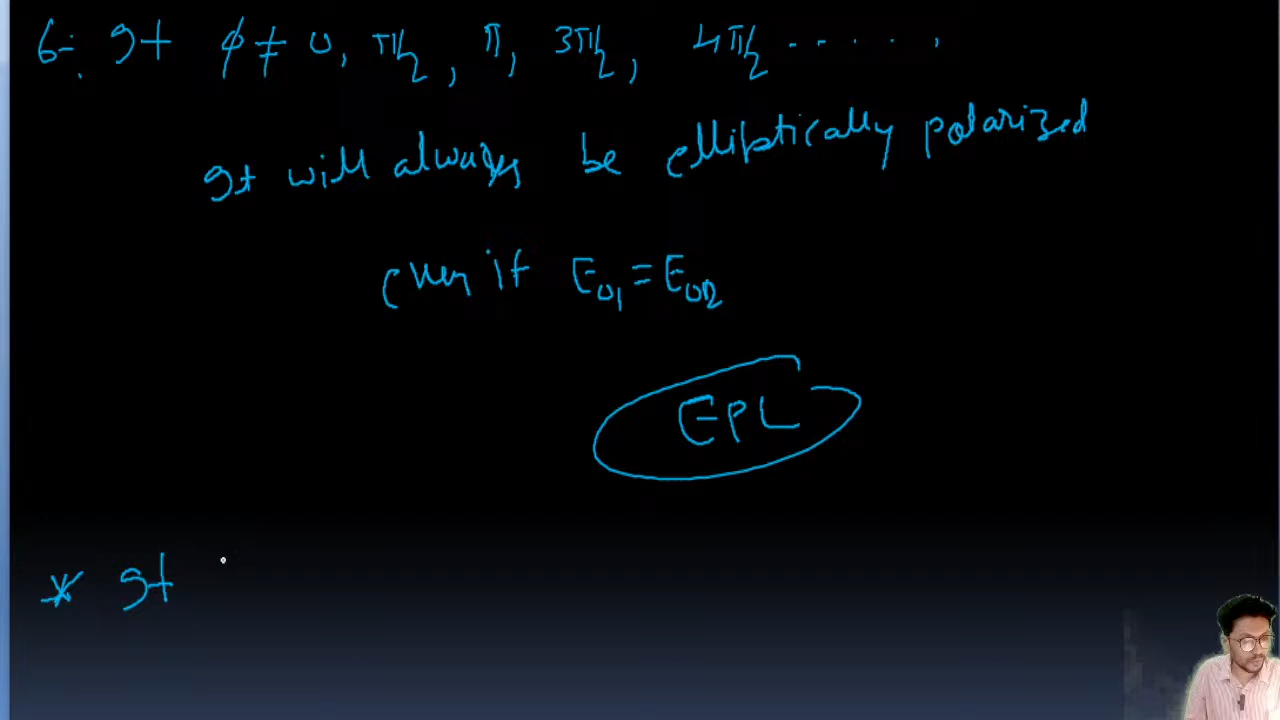 6:- If ϕ ≠ 0, π/2, π, 3π/2, 4π/2 ......
It will always be elliptically polarized
even if E01 = E02
EPL
* If